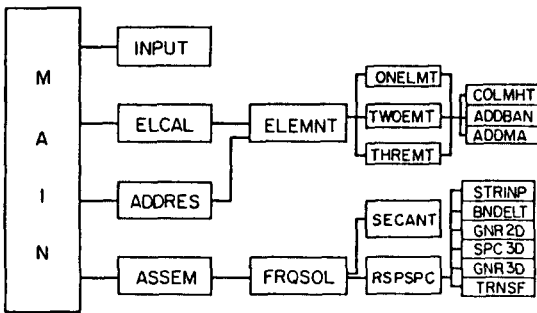 MAIN
INPUT
ELCAL
ADDRES
ASSEM
ELEMNT
FRQSOL
ONELMT
TWOEMT
THREMT
COLMHT
ADDBAN
ADDMA
SECANT
RSPSPC
STRINP
BNDELT
GNR2D
SPC3D
GNR3D
TRNSF